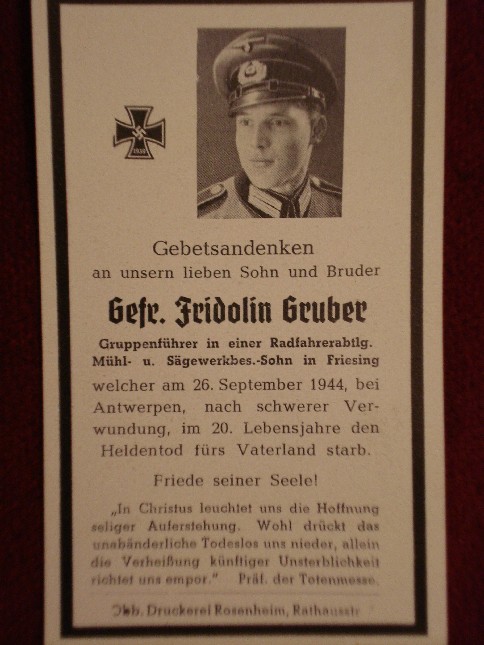 Gebetsandenken
an unsern lieben Sohn und Bruder
Gefr. Fridolin Gruber
Gruppenführer in einer Radfahrerabtlg.
Mühl- u. Sägewerkbes.-Sohn in Friesing
welcher am 26. September 1944, bei
Antwerpen, nach schwerer Ver-
wundung, im 20. Lebensjahre den
Heldentod fürs Vaterland starb.
Friede seiner Seele!
„In Christus leuchtet uns die Hoffnung
seliger Auferstehung. Wohl drückt das
unabänderliche Todeslos uns nieder, allein
die Verheißung künftiger Unsterblichkeit
richtet uns empor.“ Präf. der Totenmesse.
Obb. Druckerei Rosenheim, Rathausstr